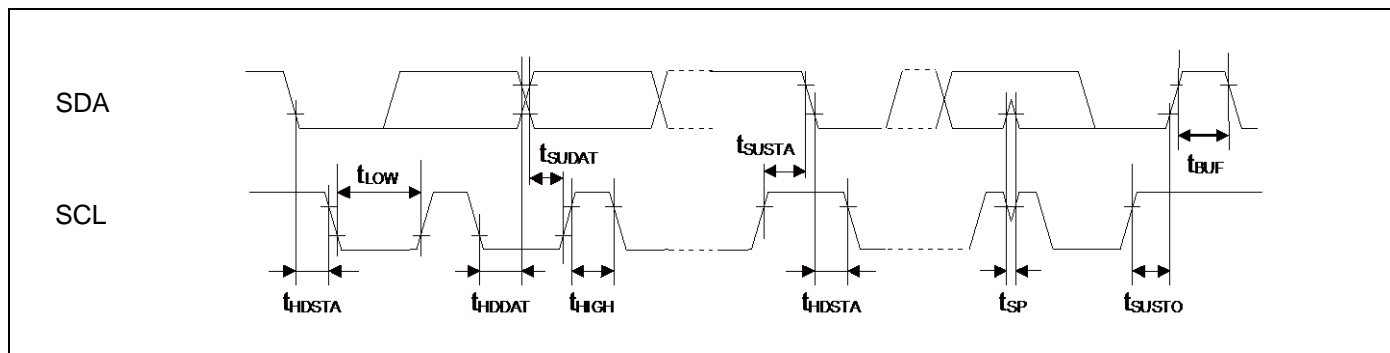 SDA
tSUDAT
tSUSTA
tBUF
tLOW
SCL
tHDSTA
tHDDAT
tHIGH
tHDSTA
tSP
tSUSTO